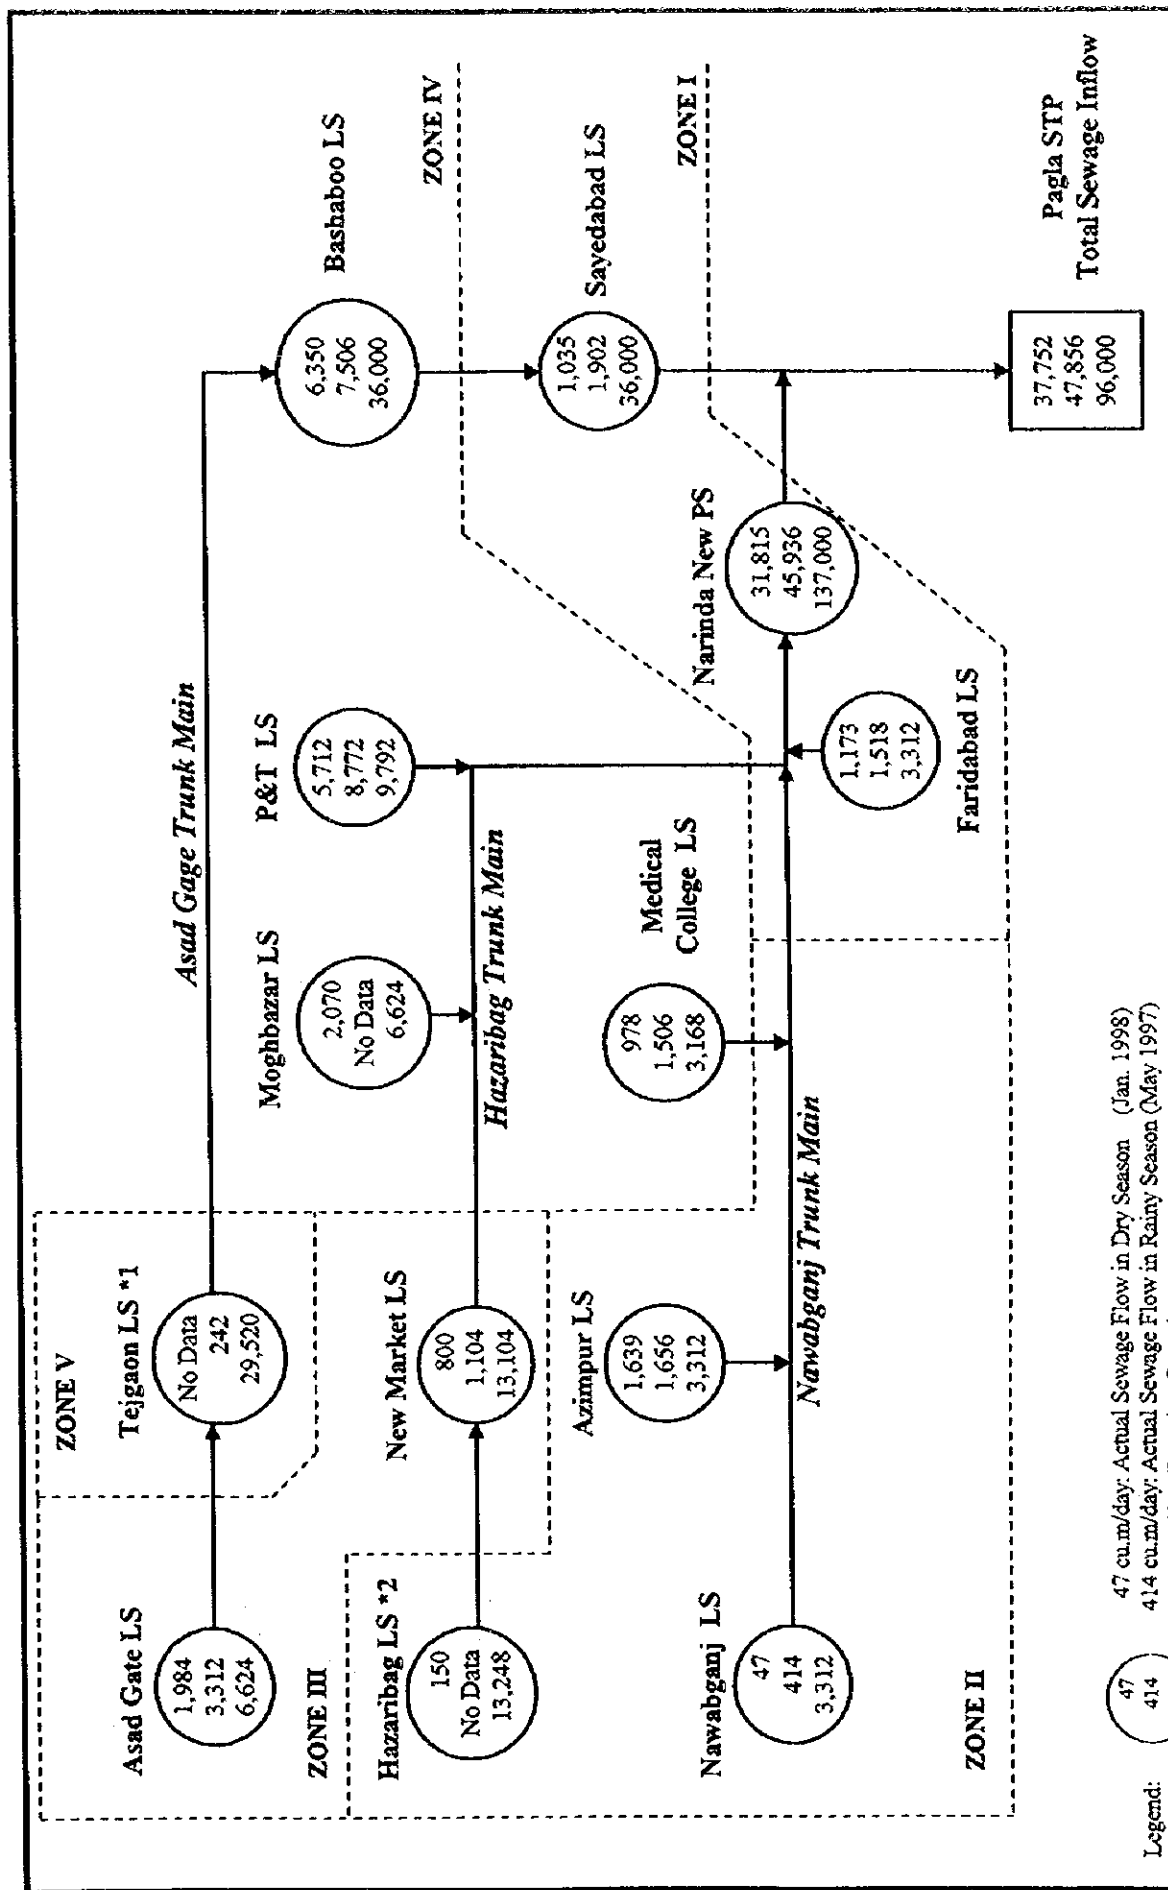 ZONE V
Asad Gate LS
1,984
3,312
6,624
Tejgaon LS *1
No Data
242
29,520
Asad Gage Trunk Main
Bashaboo LS
6,350
7,506
36,000
ZONE III
ZONE IV
Hazaribag LS *2
150
No Data
13,248
New Market LS
800
1,104
13,104
Moghbazar LS
2,070
No Data
6,624
P&T LS
5,712
8,772
9,792
Hazaribag Trunk Main
Sayedabad LS
1,035
1,902
36,000
Azimpur LS
1,639
1,656
3,312
Medical
College LS
978
1,506
3,168
ZONE I
Nawabganj LS
47
414
3,312
Nawabganj Trunk Main
Narinda New PS
31,815
45,936
137,000
Faridabad LS
1,173
1,518
3,312
ZONE II
Pagla STP
Total Sewage Inflow
37,752
47,856
96,000
Legend:
47
414
47 cu.m/day: Actual Sewage Flow in Dry Season (Jan. 1998)
414 cu.m/day: Actual Sewage Flow in Rainy Season (May 1997)